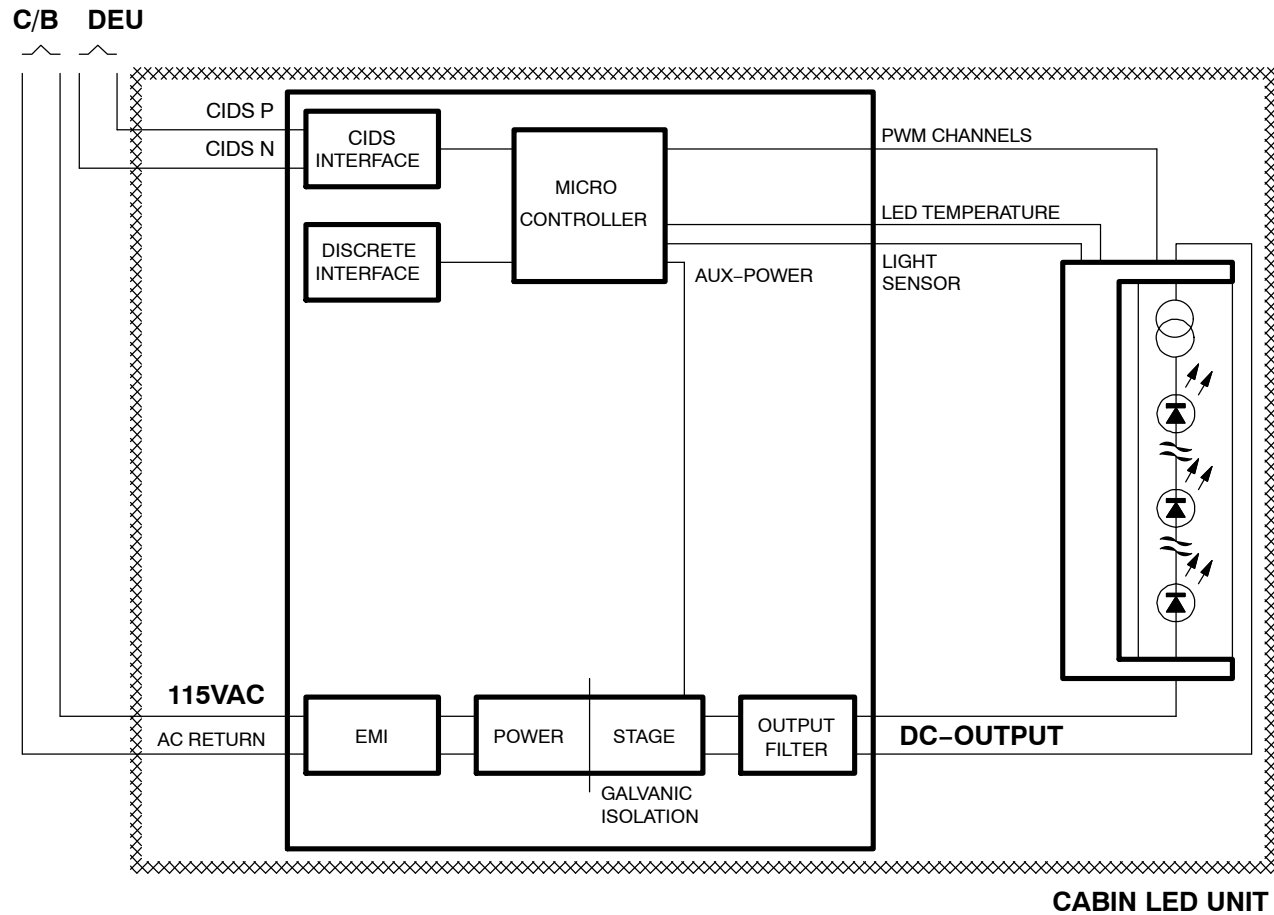 C/B DEU
CIDS P
CIDS N
CIDS
INTERFACE
MICRO
CONTROLLER
DISCRETE
INTERFACE
PWM CHANNELS
LED TEMPERATURE
LIGHT
SENSOR
AUX–POWER
115VAC
AC RETURN
EMI
POWER STAGE
OUTPUT
FILTER
DC–OUTPUT
GALVANIC
ISOLATION
CABIN LED UNIT